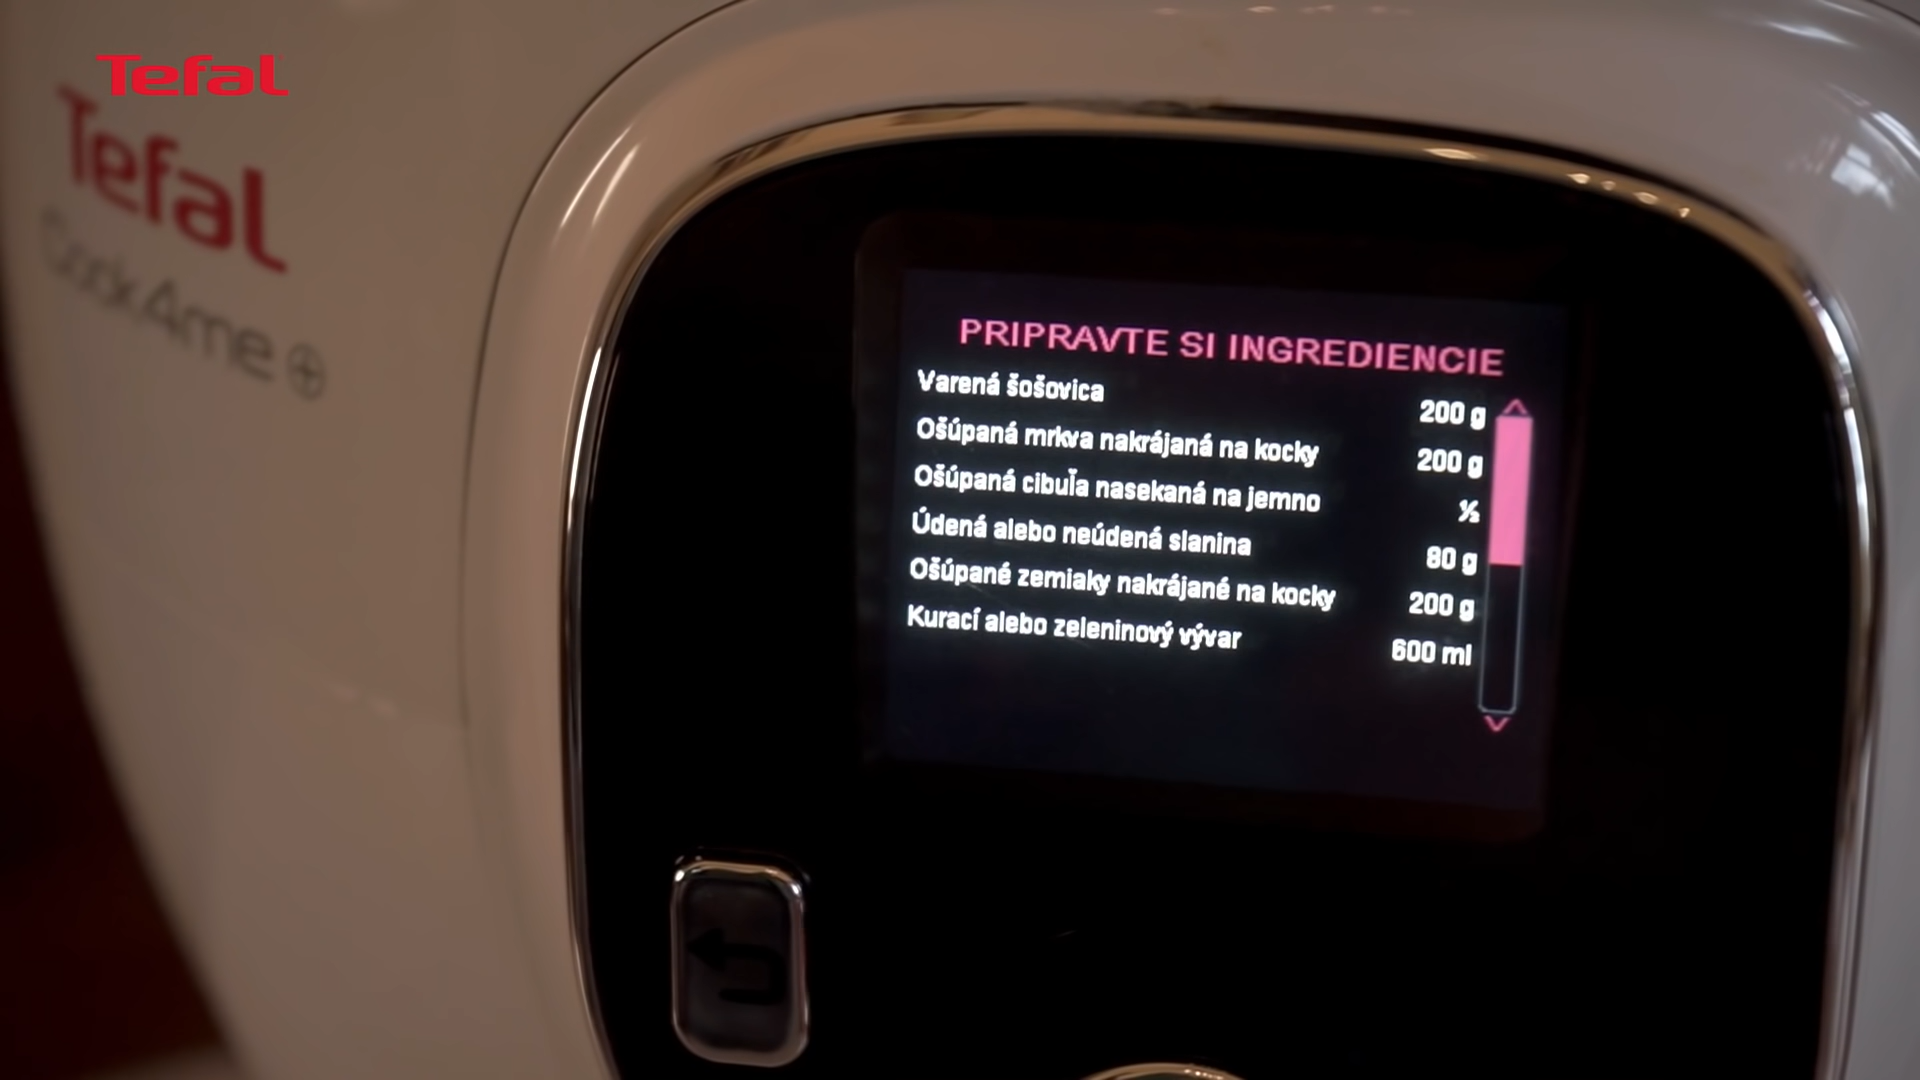 Tefal
Tefal
Cook4me +
PRIPRAVTE SI INGREDIENCIE
Varená šošovica 200 g
Ošúpaná mrkva nakrájaná na kocky 200 g
Ošúpaná cibuľa nasekaná na jemno ½
Údená alebo neúdená slanina 80 g
Ošúpané zemiaky nakrájané na kocky 200 g
Kurací alebo zeleninový vývar 600 ml